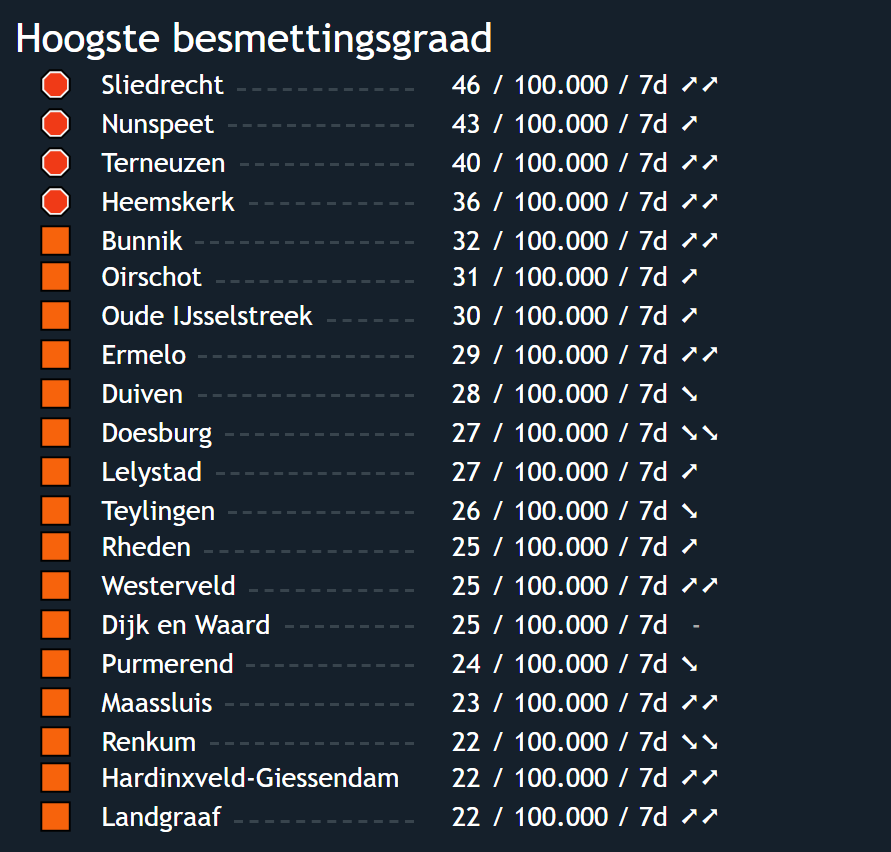 Hoogste besmettingsgraad
Sliedrecht 46 / 100.000 / 7d ➚➚
Nunspeet 43 / 100.000 / 7d ➚
Terneuzen 40 / 100.000 / 7d ➚➚
Heemskerk 36 / 100.000 / 7d ➚➚
Bunnik 32 / 100.000 / 7d ➚➚
Oirschot 31 / 100.000 / 7d ➚
Oude IJsselstreek 30 / 100.000 / 7d ➚
Ermelo 29 / 100.000 / 7d ➚➚
Duiven 28 / 100.000 / 7d ➘
Doesburg 27 / 100.000 / 7d ➘➘
Lelystad 27 / 100.000 / 7d ➚
Teylingen 26 / 100.000 / 7d ➘
Rheden 25 / 100.000 / 7d ➚
Westerveld 25 / 100.000 / 7d ➚➚
Dijk en Waard 25 / 100.000 / 7d -
Purmerend 24 / 100.000 / 7d ➘
Maassluis 23 / 100.000 / 7d ➚➚
Renkum 22 / 100.000 / 7d ➘➘
Hardinxveld-Giessendam 22 / 100.000 / 7d ➚➚
Landgraaf 22 / 100.000 / 7d ➚➚